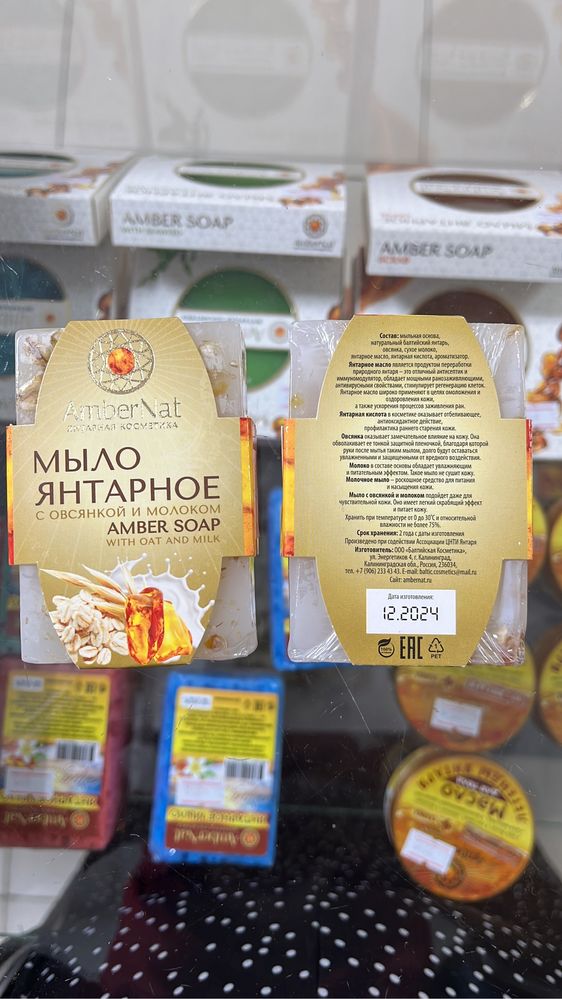 AMBER SOAP
AMBER SOAP
AmberNat
ЯНТАРНАЯ КОСМЕТИКА
МЫЛО
ЯНТАРНОЕ
С ОВСЯНКОЙ И МОЛОКОМ
AMBER SOAP
WITH OAT AND MILK
Состав: мыльная основа,
натуральный балтийский янтарь,
овсянка, сухое молоко,
янтарное масло, янтарная кислота, ароматизатор.
Янтарное масло является продуктом переработки
природного янтаря – это отличный антисептик и
иммуномодулятор, обладает мощными ранозаживляющими,
антивирусными свойствами, стимулирует регенерацию клеток.
Янтарное масло широко применяют в целях омоложения и
оздоровления кожи,
а также ускорения процессов заживления ран.
Янтарная кислота в косметике оказывает отбеливающее,
антиоксидантное действие,
профилактика раннего старения кожи.
Овсянка оказывает замечательное влияние на кожу. Она
обволакивает ее тонкой защитной пленочкой, благодаря которой
руки после мытья таким мылом, долго будут оставаться
увлажненными и защищенными от вредного воздействия.
Молоко в составе основы обладает увлажняющим
и питательным эффектом. Такое мыло не сушит кожу.
Молочное мыло – роскошное средство для питания
и насыщения кожи.
Мыло с овсянкой и молоком подойдет даже для
чувствительной кожи. Оно имеет легкий скрабящий эффект
и питает кожу.
Хранить при температуре от 0 до 30°С и относительной
влажности не более 75%.
Срок хранения: 2 года с даты изготовления
Произведено при содействии Ассоциации ЦНТИ Янтаря
Изготовитель: ООО «Балтийская Косметика»,
ул. Энергетиков 4, г. Калининград,
Калининградская обл., Россия, 236034,
тел. +7 (906) 233 43 43. E-mail: baltic.cosmetics@mail.ru
Сайт: ambernat.ru
Дата изготовления:
12.2024
100%
EAC
PET
AmberNat
AmberNat
Масло